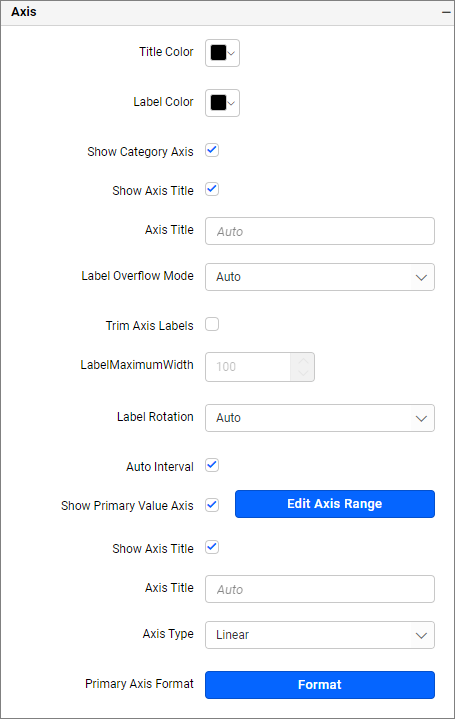 Axis
Title Color
Label Color
Show Category Axis
Show Axis Title
Axis Title Auto
Label Overflow Mode Auto
Trim Axis Labels
LabelMaximumWidth 100
Label Rotation Auto
Auto Interval
Show Primary Value Axis Edit Axis Range
Show Axis Title
Axis Title Auto
Axis Type Linear
Primary Axis Format Format